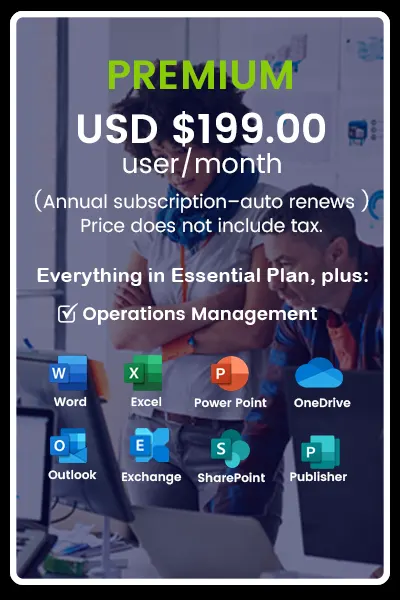 PREMIUM
USD $199.00
user/month
(Annual subscription–auto renews )
Price does not include tax.
Everything in Essential Plan, plus:
Operations Management
W X P
Word Excel Power Point OneDrive
O E S P
Outlook Exchange SharePoint Publisher